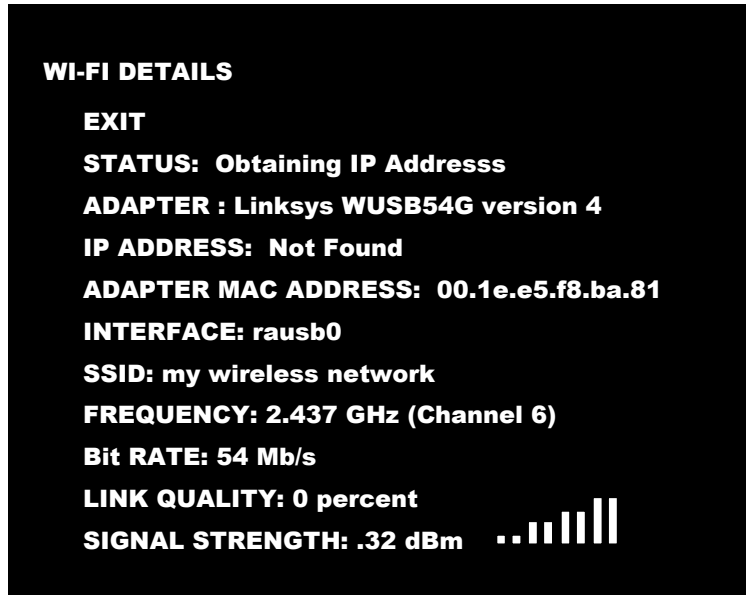 WI-FI DETAILS
EXIT
STATUS:  Obtaining IP Addresss
ADAPTER : Linksys WUSB54G version 4
IP ADDRESS:  Not Found
ADAPTER MAC ADDRESS:  00.1e.e5.f8.ba.81
INTERFACE: rausb0
SSID: my wireless network
FREQUENCY: 2.437 GHz (Channel 6)
Bit RATE: 54 Mb/s
LINK QUALITY: 0 percent
SIGNAL STRENGTH: .32 dBm